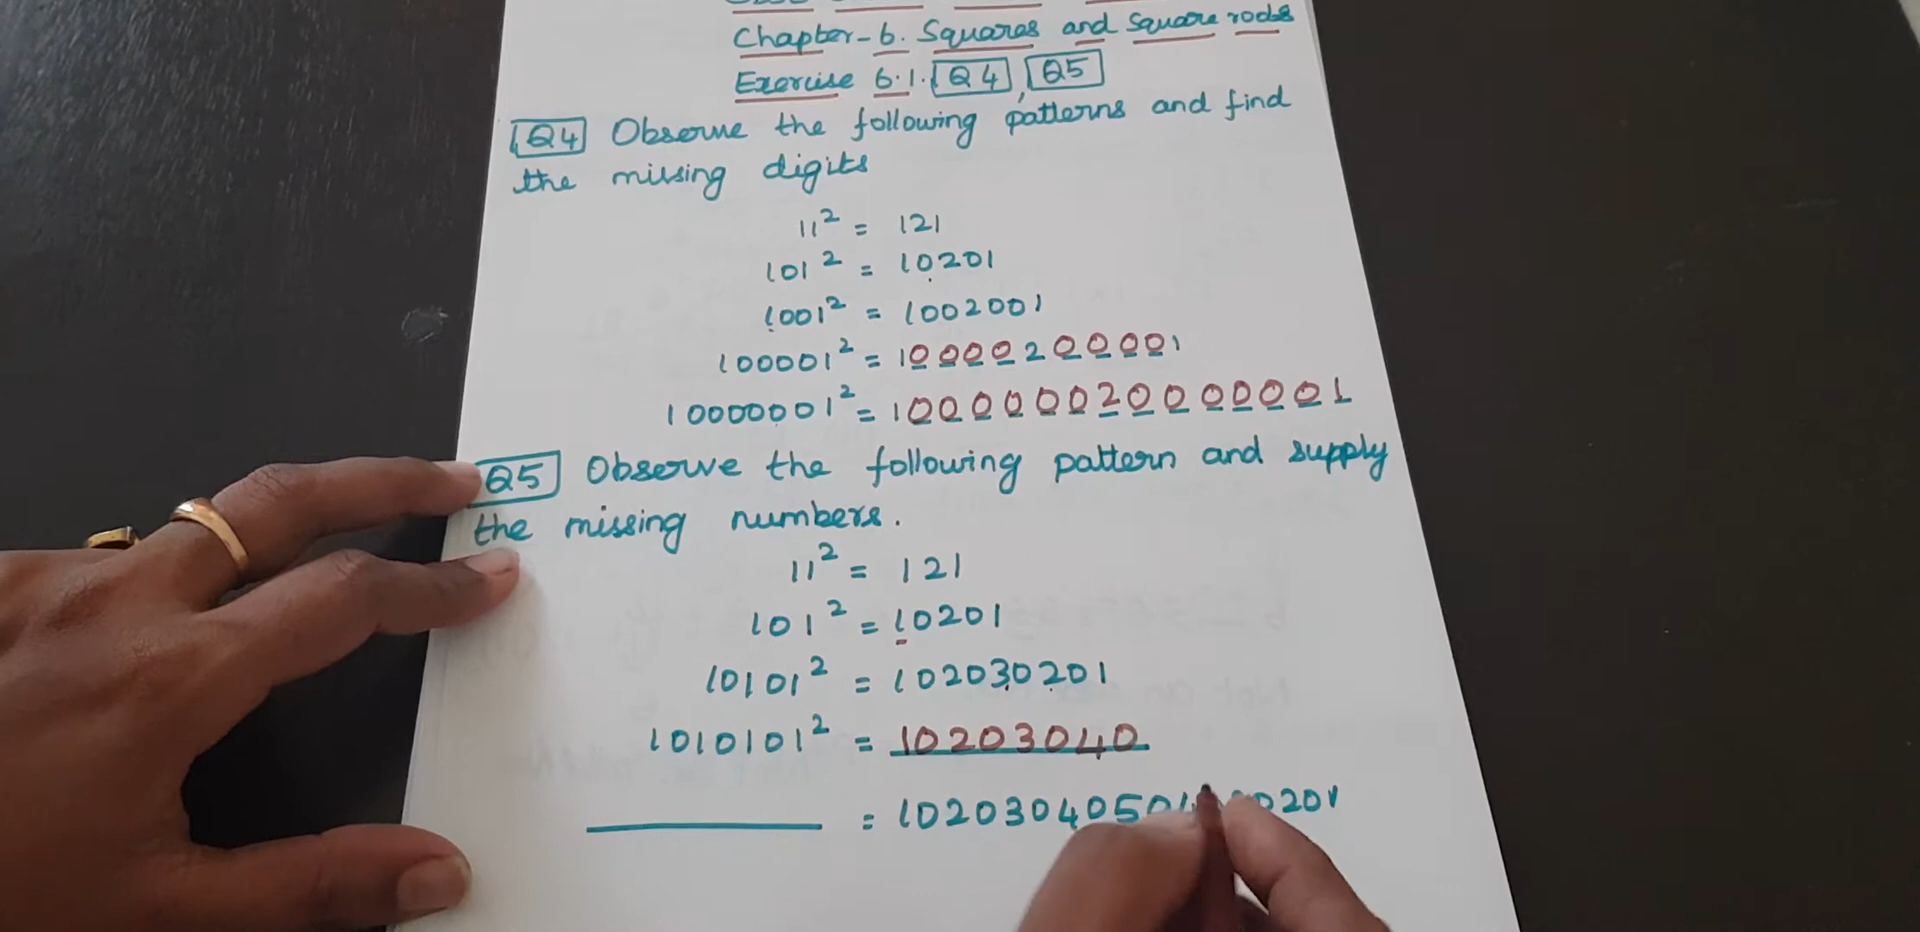 Chapter-6. Squares and Square roots
Exercise 6.1. Q4, Q5
Q4 Observe the following patterns and find
the missing digits
11² = 121
101² = 10201
1001² = 1002001
100001² = 10000200001
10000001² = 100000020000001
Q5 Observe the following pattern and supply
the missing numbers.
11² = 121
101² = 10201
10101² = 102030201
1010101² = 10203040
=